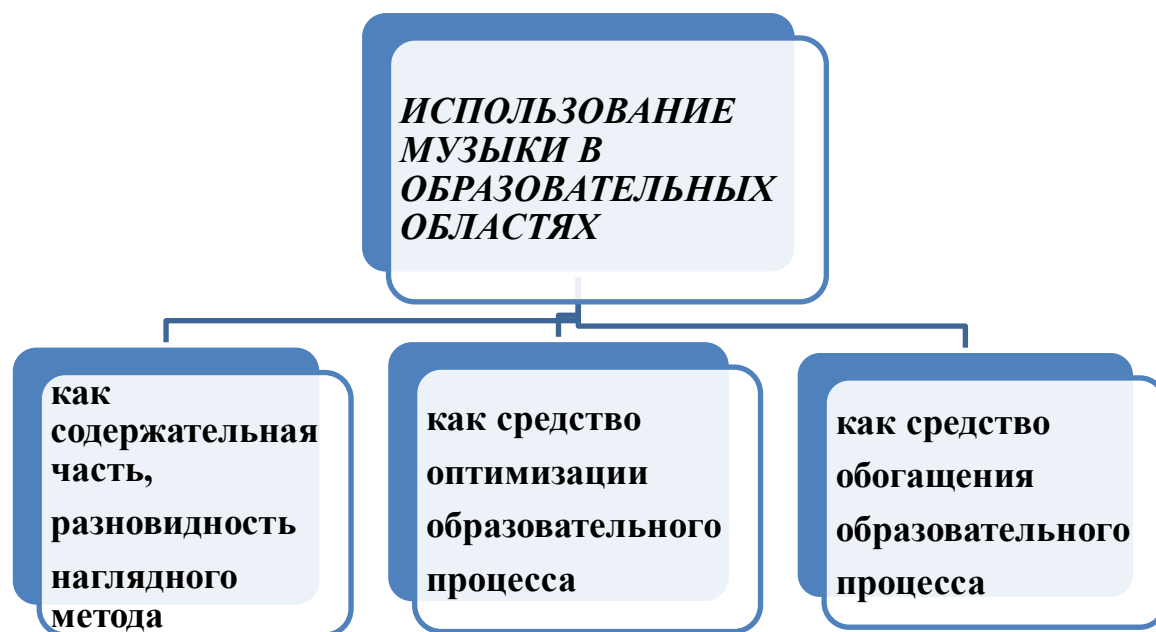 ИСПОЛЬЗОВАНИЕ
МУЗЫКИ В
ОБРАЗОВАТЕЛЬНЫХ
ОБЛАСТЯХ
как
содержательная
часть,
разновидность
наглядного
метода
как средство
оптимизации
образовательного
процесса
как средство
обогащения
образовательного
процесса